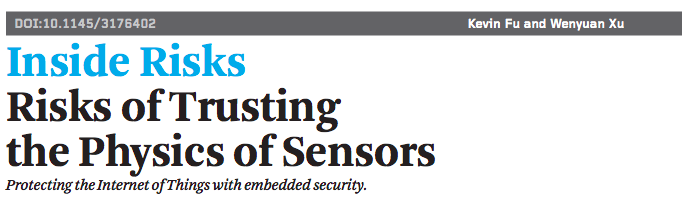 DOI:10.1145/3176402 Kevin Fu and Wenyuan Xu
Inside Risks
Risks of Trusting
the Physics of Sensors
Protecting the Internet of Things with embedded security.